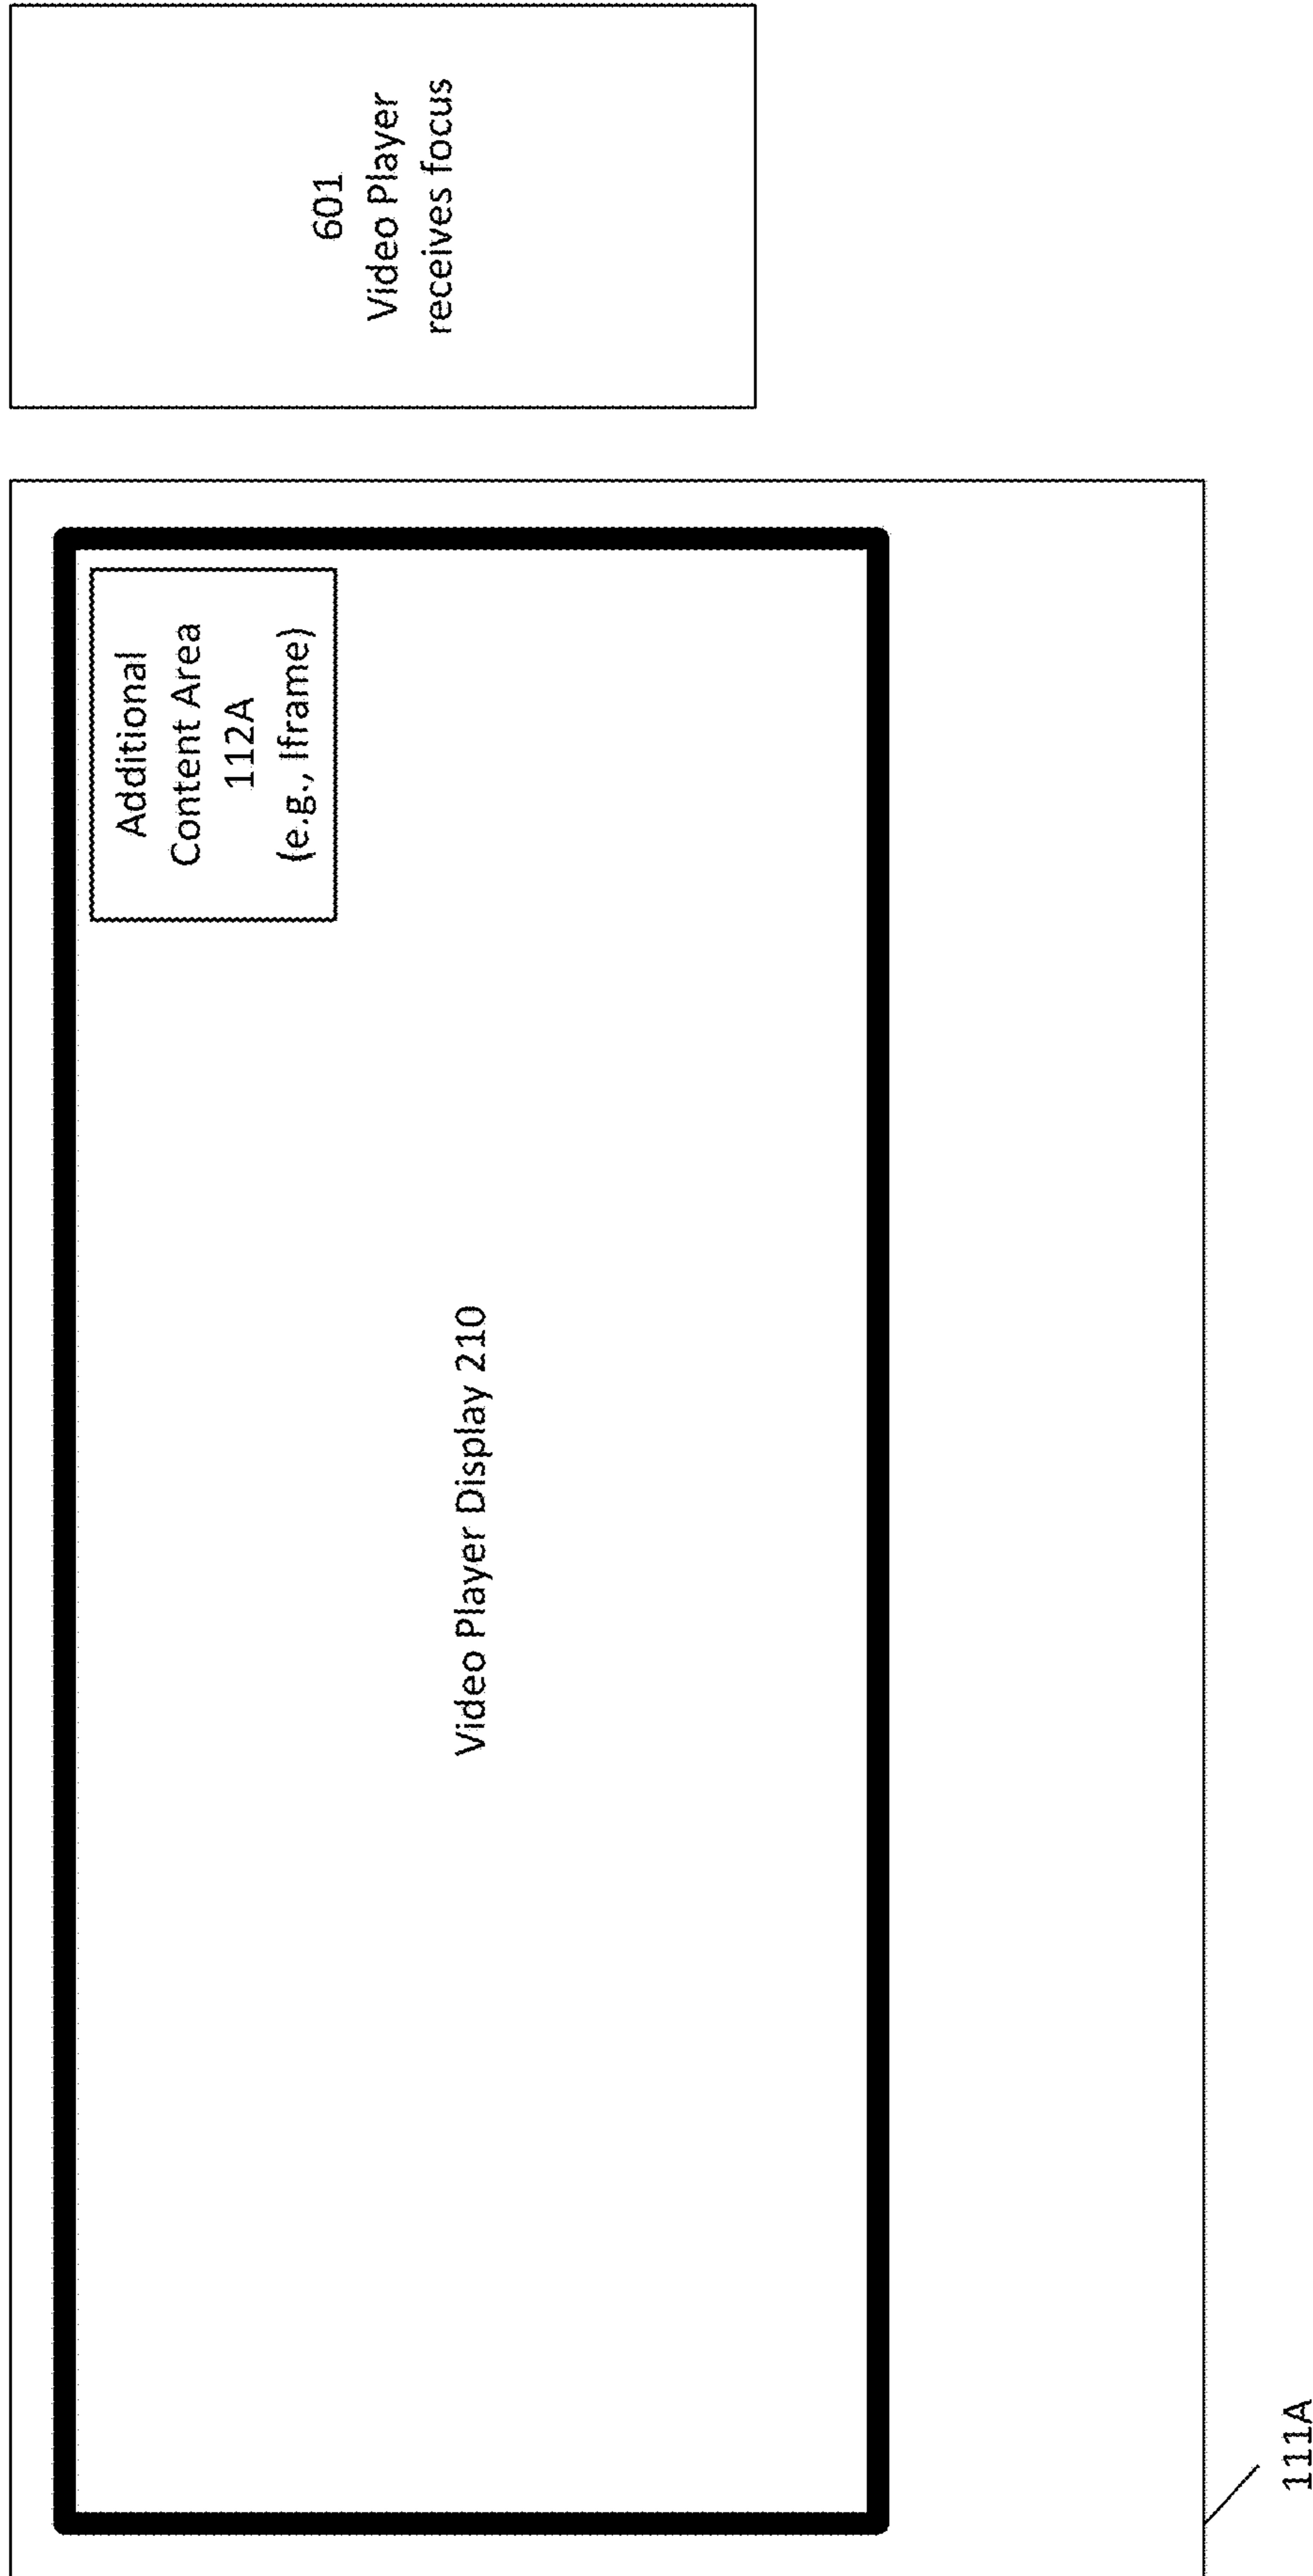 Additional
Content Area
112A
(e.g., Iframe)
Video Player Display 210
111A
601
Video Player
receives focus